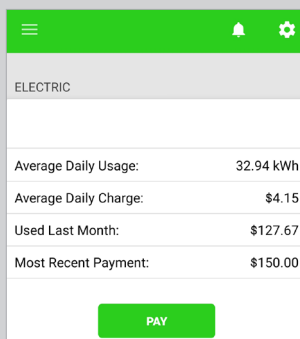 ELECTRIC
Average Daily Usage: 32.94 kWh
Average Daily Charge: $4.15
Used Last Month: $127.67
Most Recent Payment: $150.00
PAY